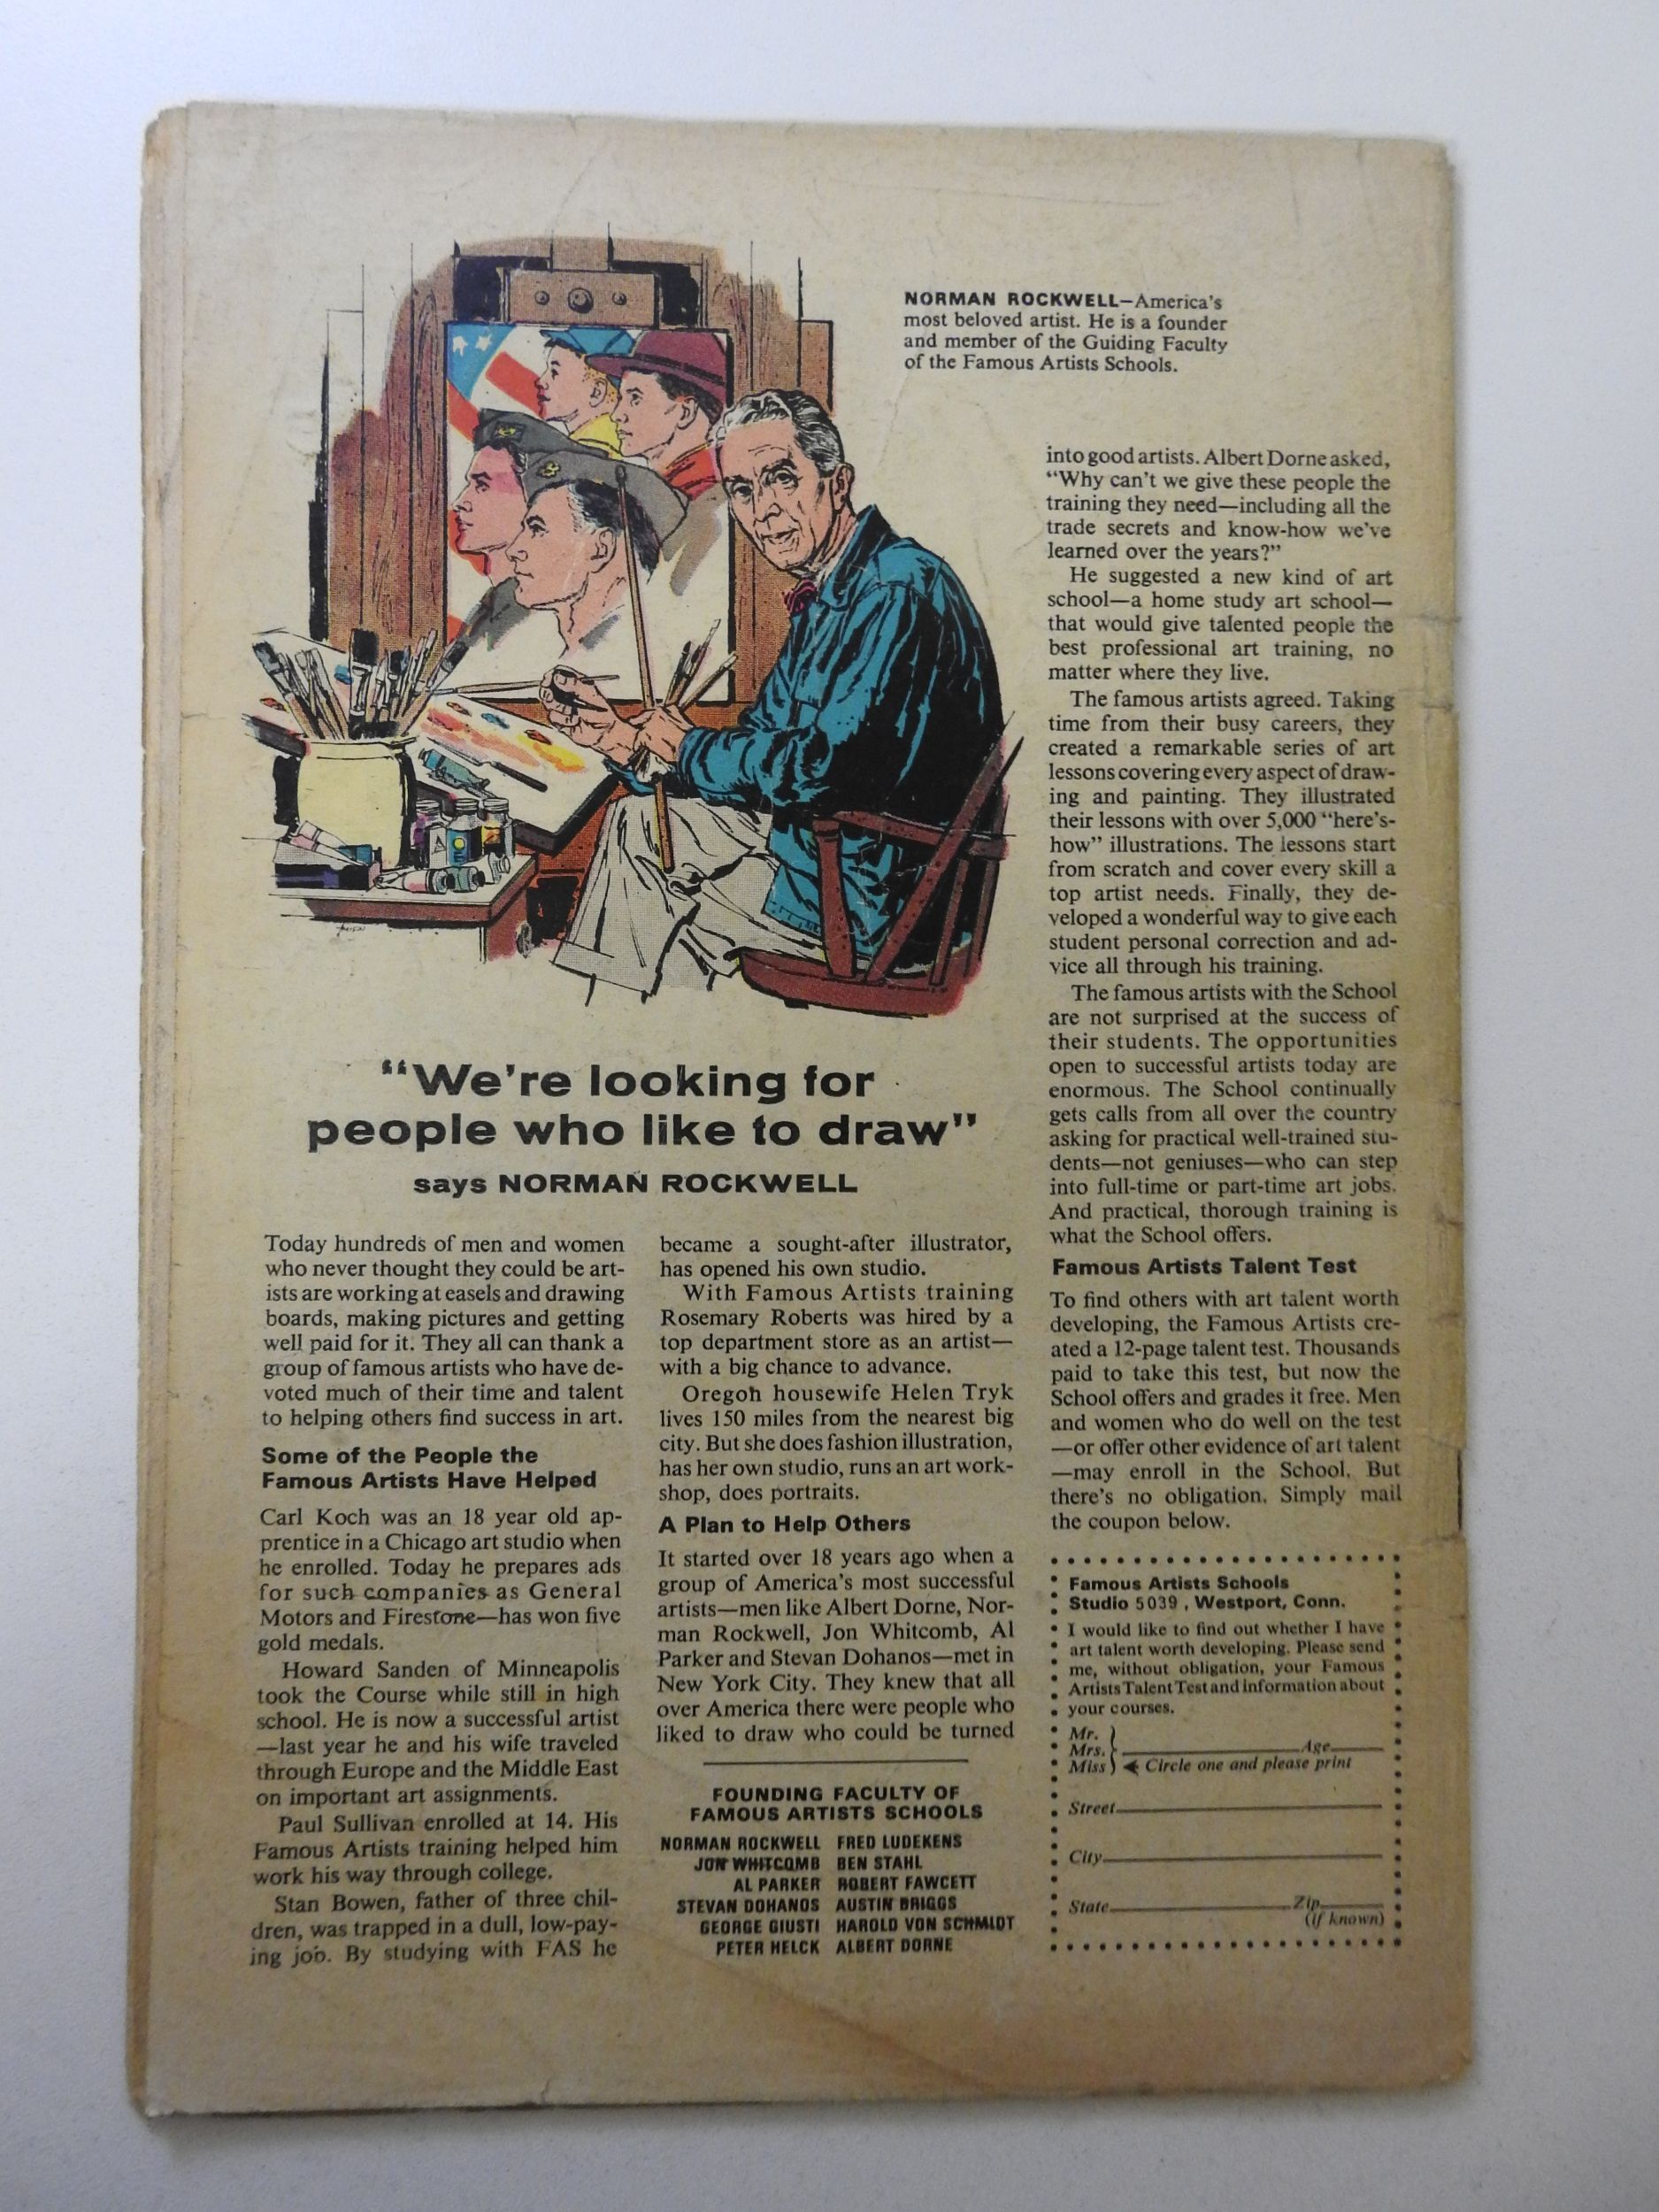 NORMAN ROCKWELL—America's
most beloved artist. He is a founder
and member of the Guiding Faculty
of the Famous Artists Schools.
"We're looking for
people who like to draw"
says NORMAN ROCKWELL
Today hundreds of men and women
who never thought they could be art-
ists are working at easels and drawing
boards, making pictures and getting
well paid for it. They all can thank a
group of famous artists who have de-
voted much of their time and talent
to helping others find success in art.
Some of the People the
Famous Artists Have Helped
Carl Koch was an 18 year old ap-
prentice in a Chicago art studio when
he enrolled. Today he prepares ads
for such companies as General
Motors and Firestone—has won five
gold medals.
Howard Sanden of Minneapolis
took the Course while still in high
school. He is now a successful artist
—last year he and his wife traveled
through Europe and the Middle East
on important art assignments.
Paul Sullivan enrolled at 14. His
Famous Artists training helped him
work his way through college.
Stan Bowen, father of three chil-
dren, was trapped in a dull, low-pay-
ing job. By studying with FAS he
became a sought-after illustrator,
has opened his own studio.
With Famous Artists training
Rosemary Roberts was hired by a
top department store as an artist—
with a big chance to advance.
Oregon housewife Helen Tryk
lives 150 miles from the nearest big
city. But she does fashion illustration,
has her own studio, runs an art work-
shop, does portraits.
A Plan to Help Others
It started over 18 years ago when a
group of America's most successful
artists—men like Albert Dorne, Nor-
man Rockwell, Jon Whitcomb, Al
Parker and Stevan Dohanos—met in
New York City. They knew that all
over America there were people who
liked to draw who could be turned
FOUNDING FACULTY OF
FAMOUS ARTISTS SCHOOLS
NORMAN ROCKWELL FRED LUDEKENS
JON WHITCOMB BEN STAHL
AL PARKER ROBERT FAWCETT
STEVAN DOHANOS AUSTIN BRIGGS
GEORGE GIUSTI HAROLD VON SCHMIDT
PETER HELCK ALBERT DORNE
into good artists. Albert Dorne asked,
"Why can't we give these people the
training they need—including all the
trade secrets and know-how we've
learned over the years?"
He suggested a new kind of art
school—a home study art school—
that would give talented people the
best professional art training, no
matter where they live.
The famous artists agreed. Taking
time from their busy careers, they
created a remarkable series of art
lessons covering every aspect of draw-
ing and painting. They illustrated
their lessons with over 5,000 "here's-
how" illustrations. The lessons start
from scratch and cover every skill a
top artist needs. Finally, they de-
veloped a wonderful way to give each
student personal correction and ad-
vice all through his training.
The famous artists with the School
are not surprised at the success of
their students. The opportunities
open to successful artists today are
enormous. The School continually
gets calls from all over the country
asking for practical well-trained stu-
dents—not geniuses—who can step
into full-time or part-time art jobs.
And practical, thorough training is
what the School offers.
Famous Artists Talent Test
To find others with art talent worth
developing, the Famous Artists cre-
ated a 12-page talent test. Thousands
paid to take this test, but now the
School offers and grades it free. Men
and women who do well on the test
—or offer other evidence of art talent
—may enroll in the School. But
there's no obligation. Simply mail
the coupon below.
Famous Artists Schools
Studio 5039 , Westport, Conn.
I would like to find out whether I have
art talent worth developing. Please send
me, without obligation, your Famous
Artists Talent Test and information about
your courses.
Mr.
Mrs. Age
Miss Circle one and please print
Street
City
State Zip
(if known)